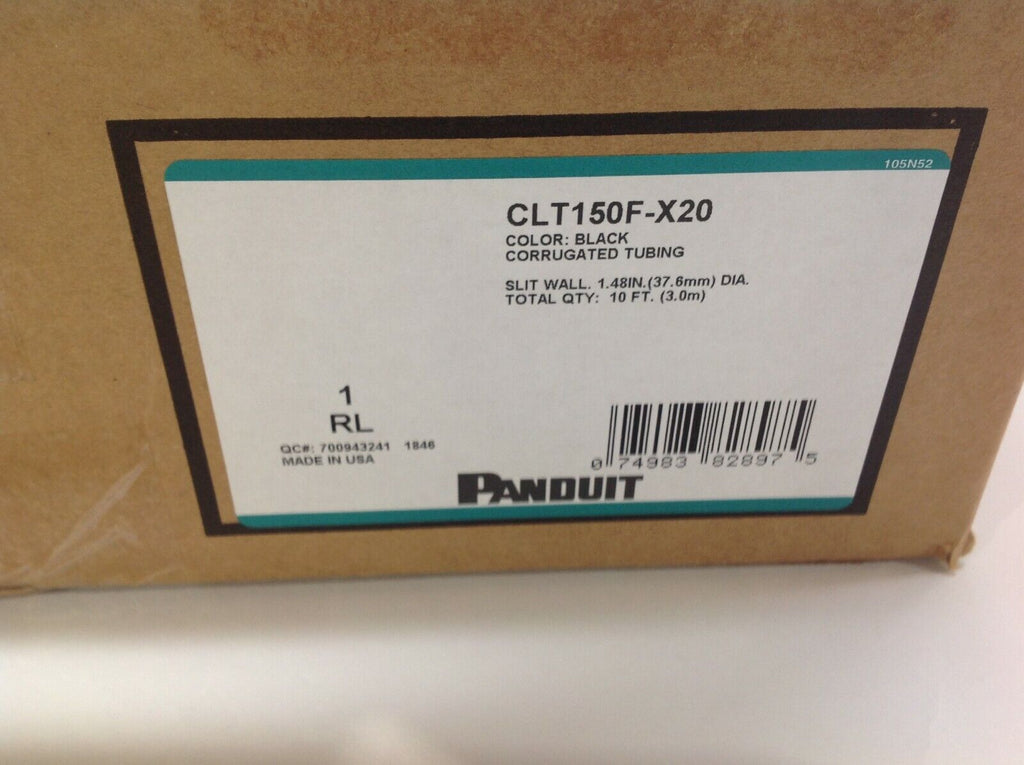 105N52
CLT150F-X20
COLOR: BLACK
CORRUGATED TUBING
SLIT WALL. 1.48IN.(37.6mm) DIA.
TOTAL QTY: 10 FT. (3.0m)
1
RL
QC#: 700943241 1846
MADE IN USA
0 74983 82897 5
PANDUIT